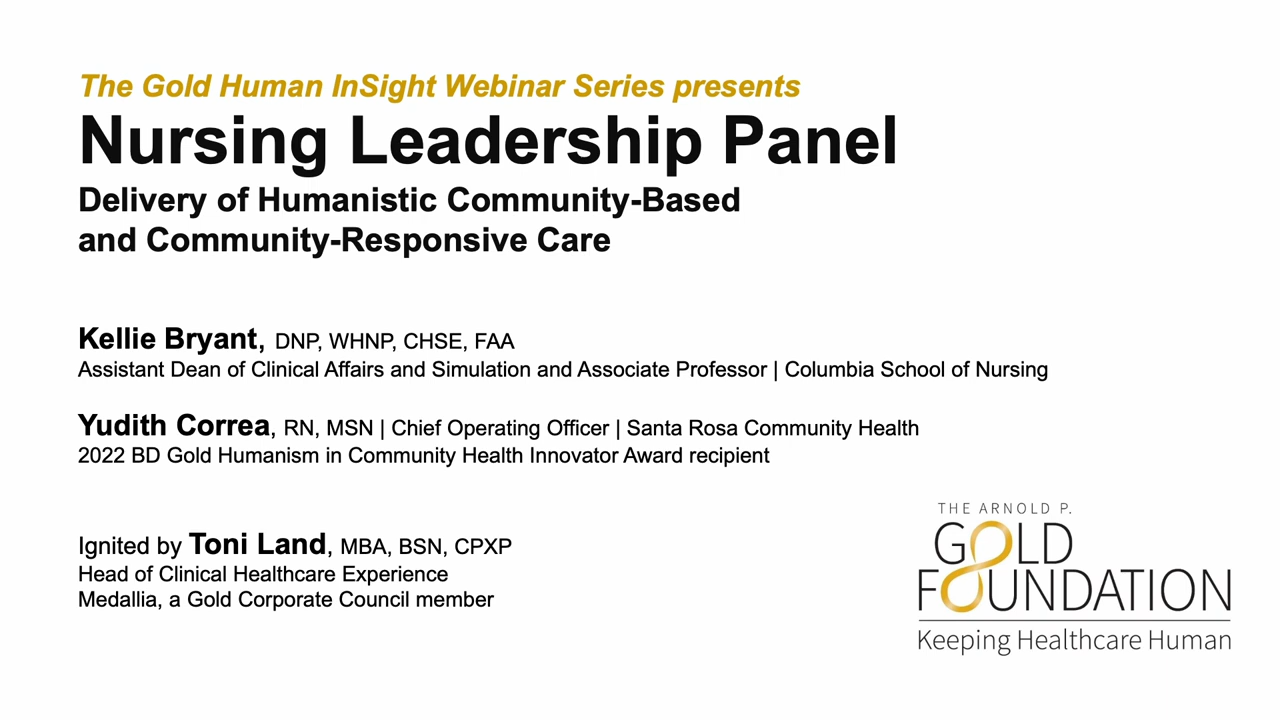 The Gold Human InSight Webinar Series presents
Nursing Leadership Panel
Delivery of Humanistic Community-Based
and Community-Responsive Care
Kellie Bryant, DNP, WHNP, CHSE, FAA
Assistant Dean of Clinical Affairs and Simulation and Associate Professor | Columbia School of Nursing
Yudith Correa, RN, MSN | Chief Operating Officer | Santa Rosa Community Health
2022 BD Gold Humanism in Community Health Innovator Award recipient
Ignited by Toni Land, MBA, BSN, CPXP
Head of Clinical Healthcare Experience
Medallia, a Gold Corporate Council member
THE ARNOLD P.
GOLD
FOUNDATION
Keeping Healthcare Human